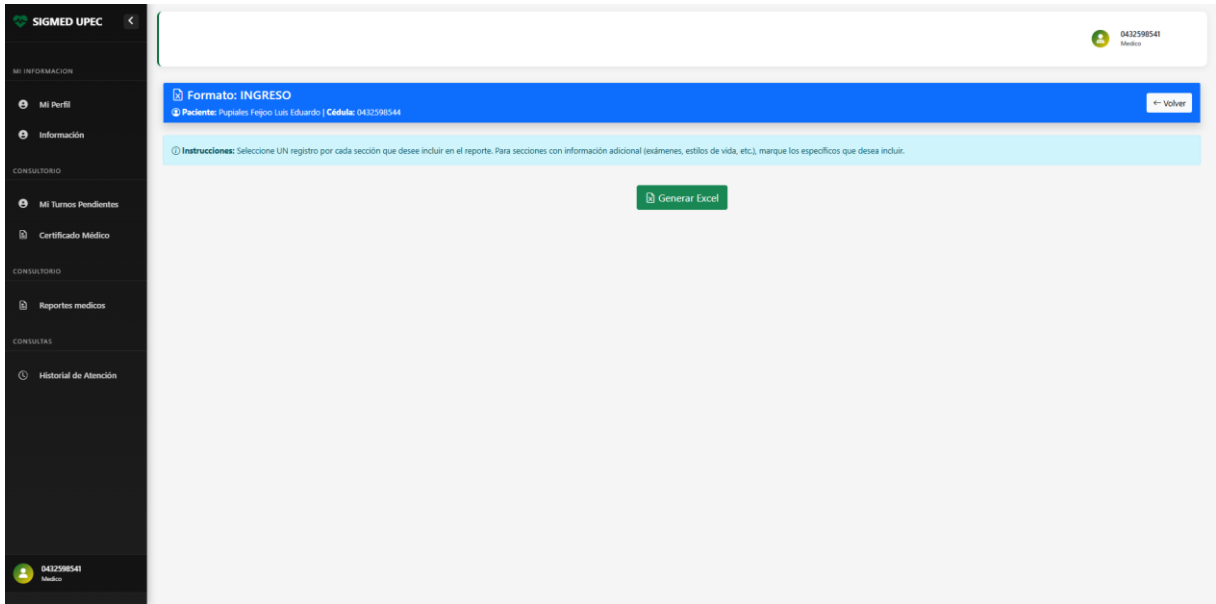 SIGMED UPEC
MI INFORMACION
Mi Perfil
Información
CONSULTORIO
Mi Turnos Pendientes
Certificado Médico
CONSULTORIO
Reportes medicos
CONSULTAS
Historial de Atención
0432598541
Medico
0432598541
Medico
Formato: INGRESO
Paciente: Pupiales Feijoo Luis Eduardo | Cédula: 0432598544
← Volver
Instrucciones: Seleccione UN registro por cada sección que desee incluir en el reporte. Para secciones con información adicional (exámenes, estilos de vida, etc.), marque los específicos que desea incluir.
Generar Excel